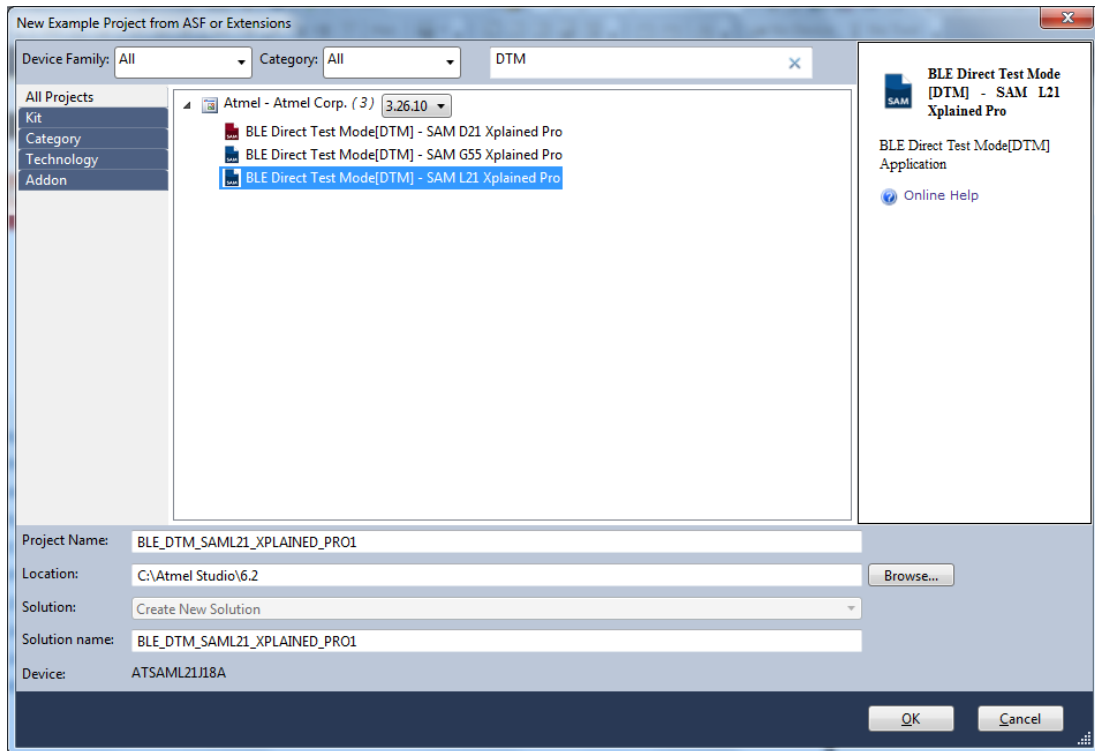 New Example Project from ASF or Extensions
Device Family: All Category: All DTM
All Projects
Kit
Category
Technology
Addon
Atmel - Atmel Corp. (3) 3.26.10
BLE Direct Test Mode[DTM] - SAM D21 Xplained Pro
BLE Direct Test Mode[DTM] - SAM G55 Xplained Pro
BLE Direct Test Mode[DTM] - SAM L21 Xplained Pro
SAM
BLE Direct Test Mode
[DTM] - SAM L21
Xplained Pro
BLE Direct Test Mode[DTM]
Application
Online Help
Project Name: BLE_DTM_SAML21_XPLAINED_PRO1
Location: C:\Atmel Studio\6.2 Browse...
Solution: Create New Solution
Solution name: BLE_DTM_SAML21_XPLAINED_PRO1
Device: ATSAML21J18A
OK Cancel